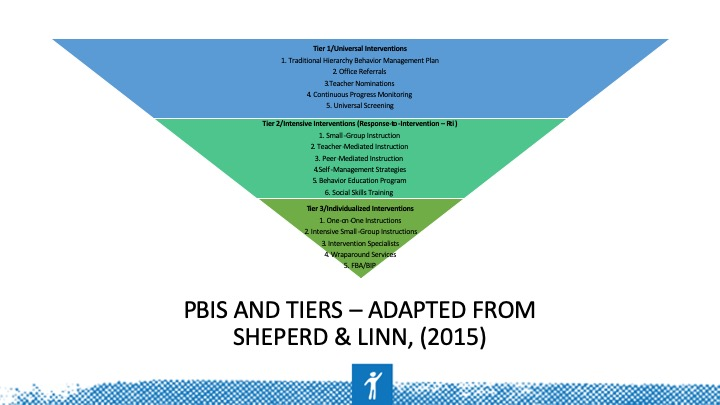 Tier 1/Universal Interventions
1. Traditional Hierarchy Behavior Management Plan
2. Office Referrals
3.Teacher Nominations
4. Continuous Progress Monitoring
5. Universal Screening
Tier 2/Intensive Interventions (Response-to-Intervention – RtI)
1. Small-Group Instruction
2. Teacher-Mediated Instruction
3. Peer-Mediated Instruction
4.Self-Management Strategies
5. Behavior Education Program
6. Social Skills Training
Tier 3/Individualized Interventions
1. One-on-One Instructions
2. Intensive Small-Group Instructions
3. Intervention Specialists
4. Wraparound Services
5. FBA/BIP
PBIS AND TIERS – ADAPTED FROM
SHEPERD & LINN, (2015)